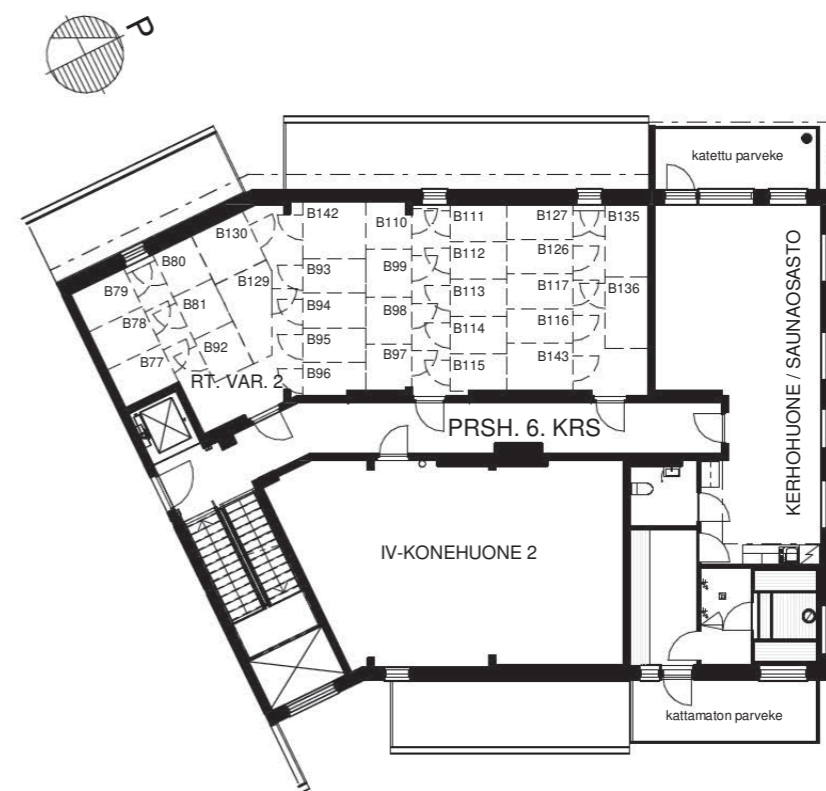 P
katettu parveke
B142
B110
B111
B127
B135
B130
B80
B112
B126
B93
B99
B129
B79
B113
B117
B136
B81
B94
B98
B78
B114
B116
B95
B92
B77
B97
B115
B143
B96
RT. VAR. 2
PRSH. 6. KRS
KERHOHUONE / SAUNAOSASTO
IV-KONEHUONE 2
kattamaton parveke